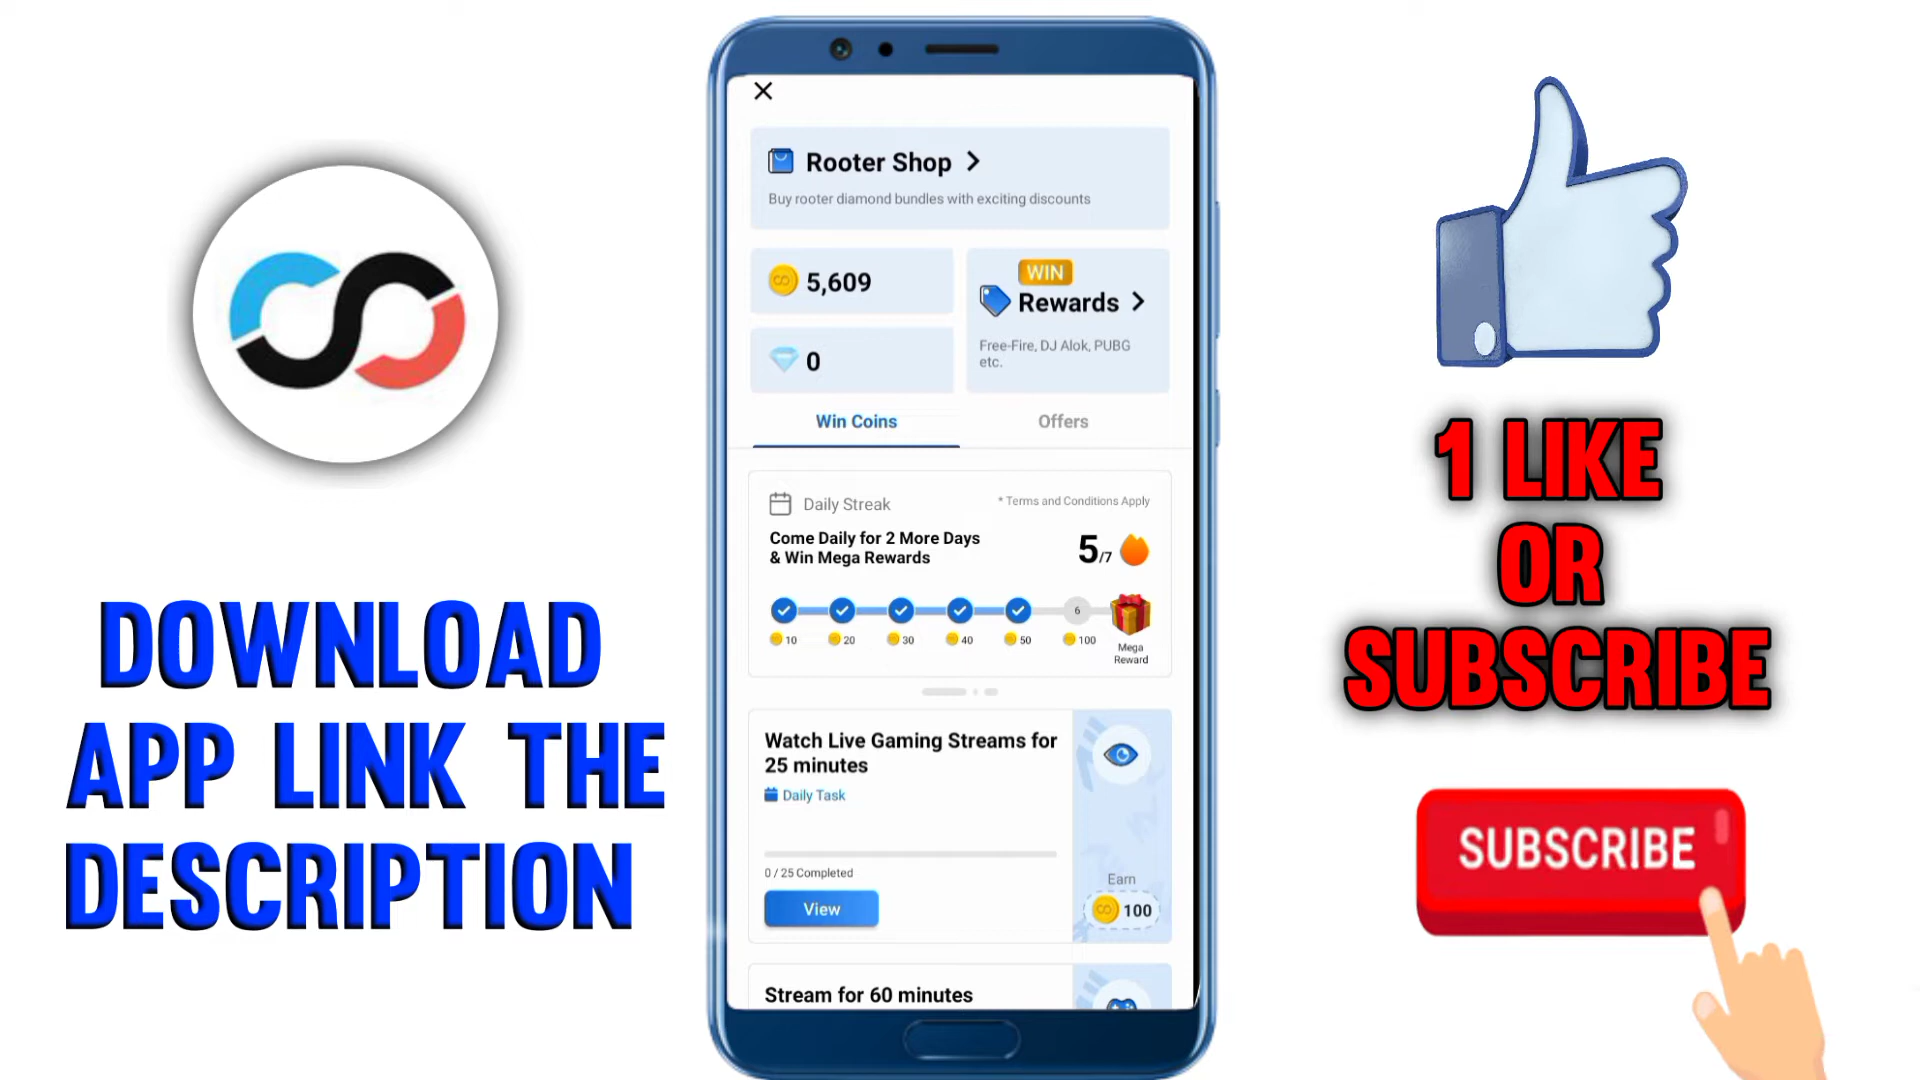 DOWNLOAD
APP LINK THE
DESCRIPTION
Rooter Shop
Buy rooter diamond bundles with exciting discounts
5,609
0
WIN
Rewards
Free-Fire, DJ Alok, PUBG
etc.
Win Coins
Offers
Daily Streak
* Terms and Conditions Apply
Come Daily for 2 More Days
& Win Mega Rewards
5/7
6
10
20
30
40
50
100
Mega
Reward
Watch Live Gaming Streams for
25 minutes
Daily Task
0 / 25 Completed
View
Earn
100
Stream for 60 minutes
1 LIKE
OR
SUBSCRIBE
SUBSCRIBE